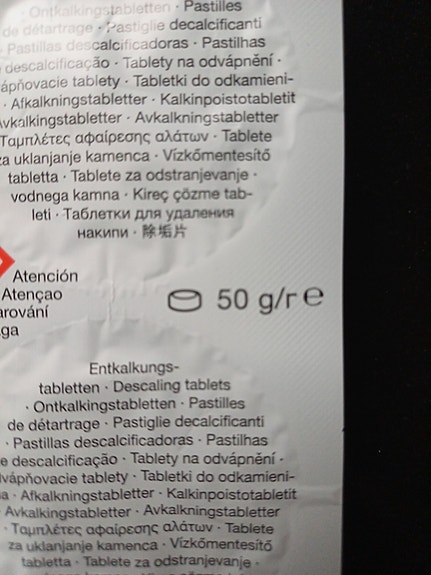 · Ontkalkingstabletten · Pastilles
de détartrage · Pastiglie decalcificanti
· Pastillas descalcificadoras · Pastilhas
descalcificação · Tablety na odvápnění ·
ápňovacie tablety · Tabletki do odkamieni-
· Afkalkningstabletter · Kalkinpoistotabletit
Avkalkingstabletter · Avkalkningstabletter
Ταμπλέτες αφαίρεσης αλάτων · Tablete
za uklanjanje kamenca · Vízkőmentesítő
tabletta · Tablete za odstranjevanje ·
vodnega kamna · Kireç çözme tab-
leti · Таблетки для удаления
накипи · 除垢片
Atención
Atençao
arování
ga
50 g/r e
Entkalkungs-
tabletten · Descaling tablets
· Ontkalkingstabletten · Pastilles
de détartrage · Pastiglie decalcificanti
· Pastillas descalcificadoras · Pastilhas
e descalcificação · Tablety na odvápnění ·
vápňovacie tablety · Tabletki do odkamieni-
a · Afkalkningstabletter · Kalkinpoistotabletit
Avkalkingstabletter · Avkalkningstabletter
· Ταμπλέτες αφαίρεσης αλάτων · Tablete
za uklanjanje kamenca · Vízkőmentesítő
tabletta · Tablete za odstranjevanje ·